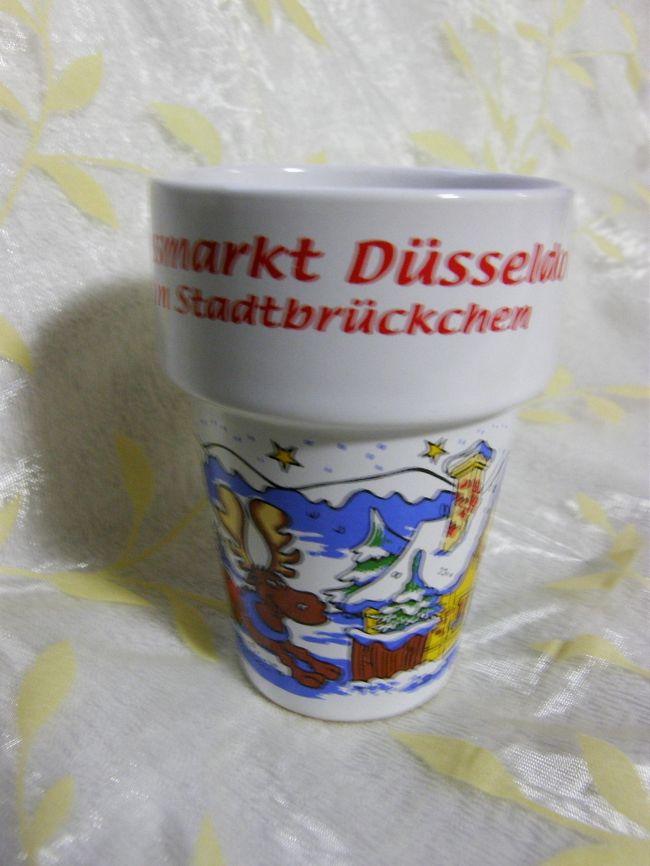 smarkt Düsseldo
m Stadtbrückchen